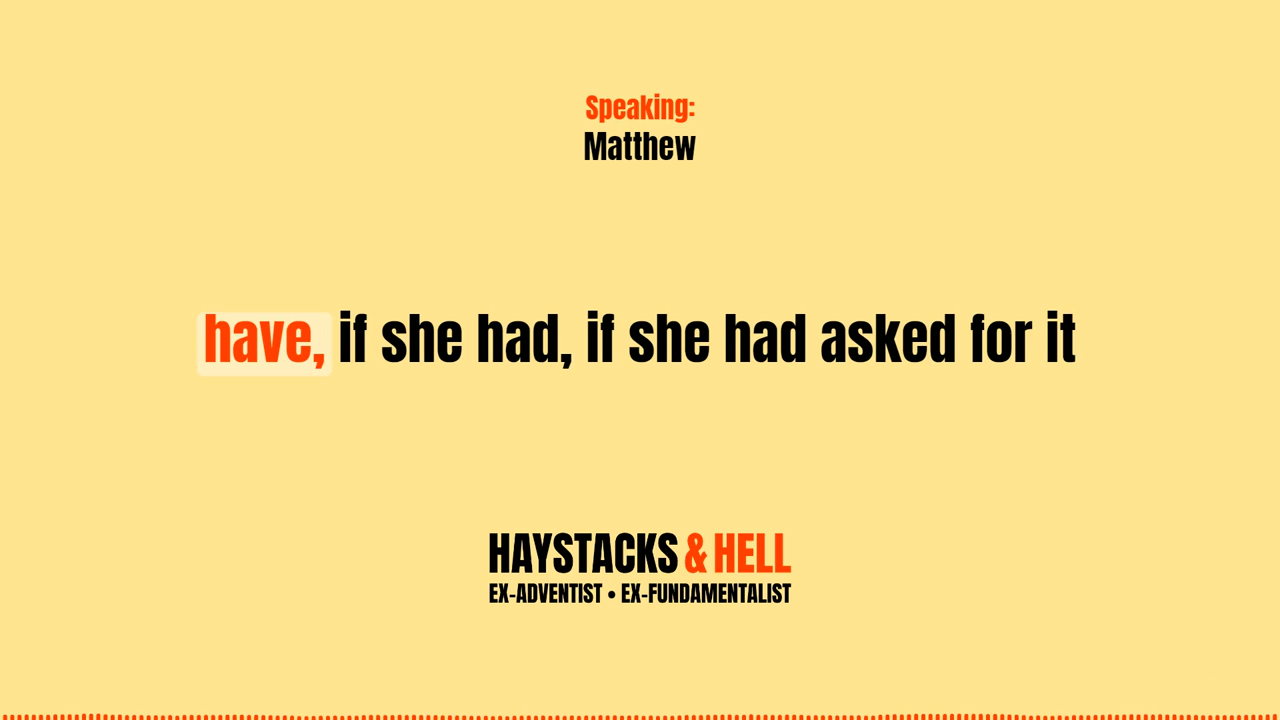 Speaking:
Matthew
have, if she had, if she had asked for it
HAYSTACKS & HELL
EX-ADVENTIST • EX-FUNDAMENTALIST